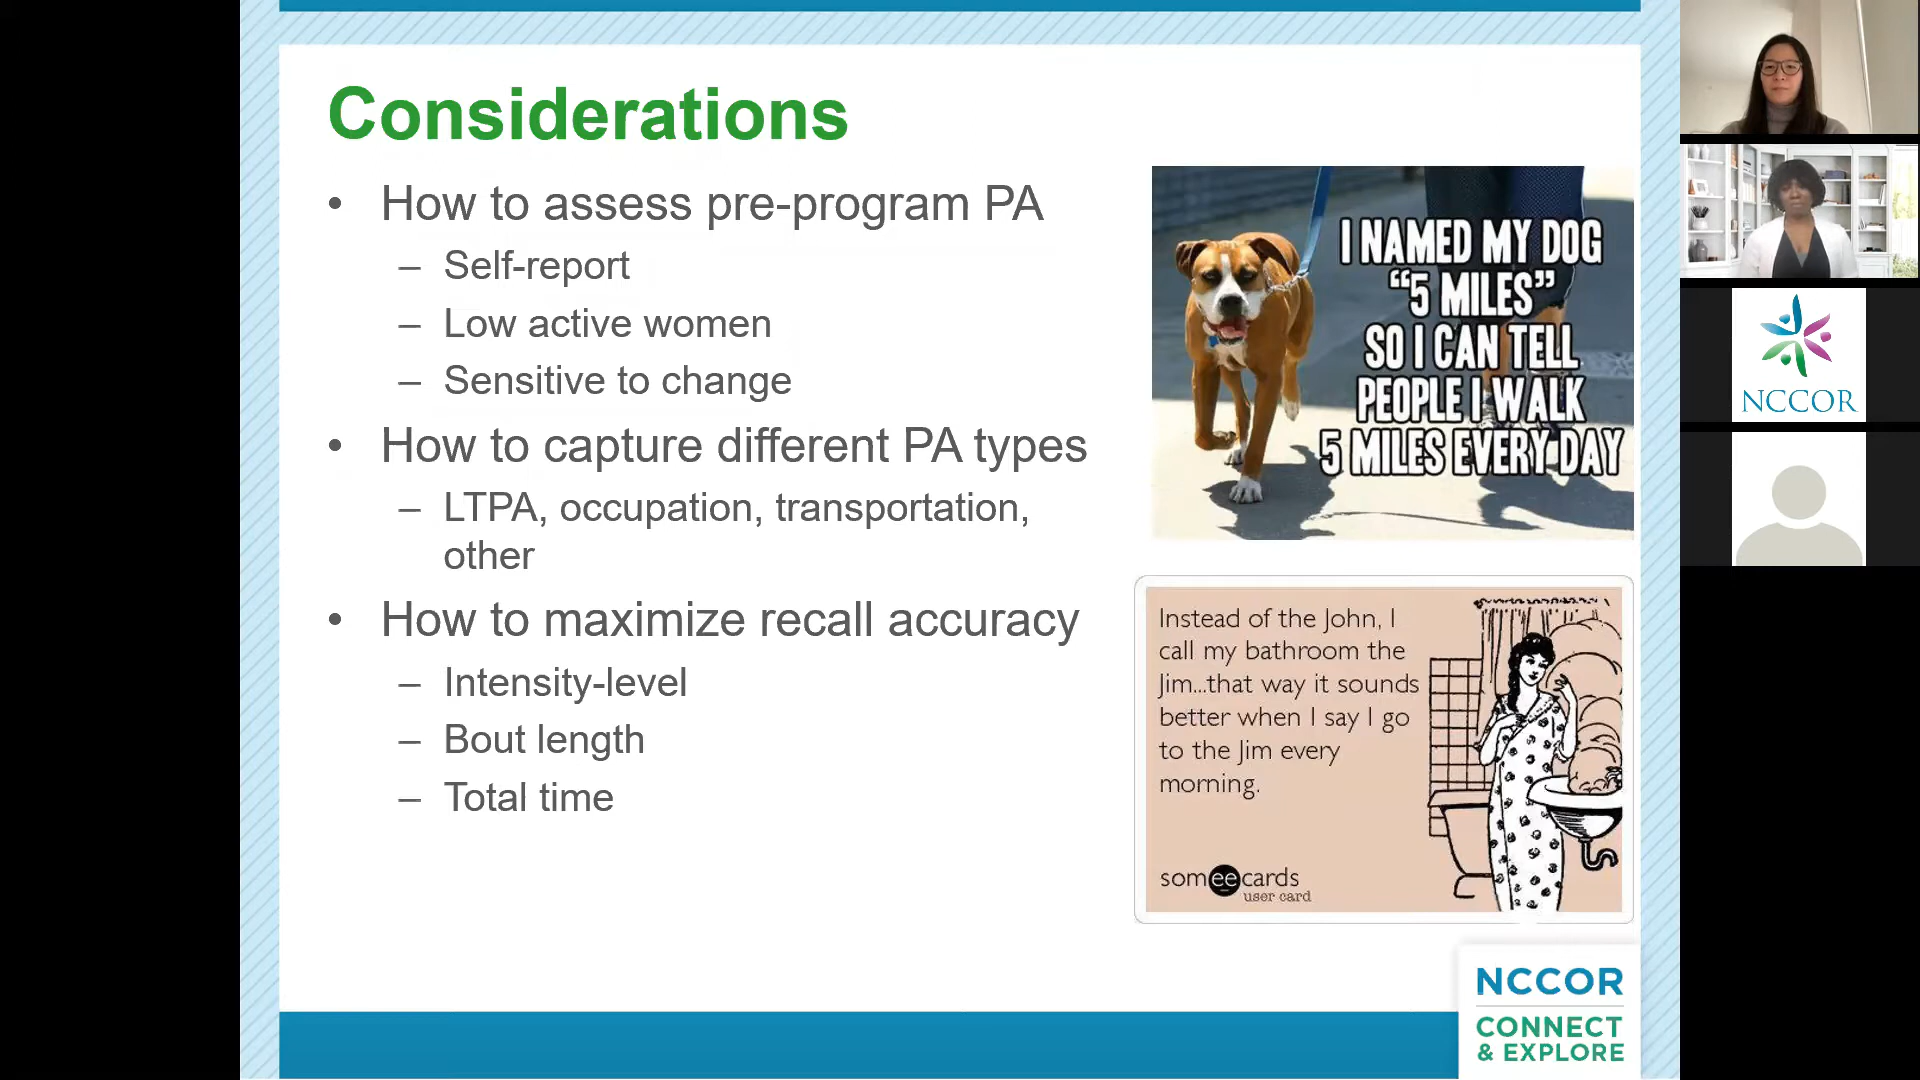 Considerations
• How to assess pre-program PA
– Self-report
– Low active women
– Sensitive to change
• How to capture different PA types
– LTPA, occupation, transportation,
other
• How to maximize recall accuracy
– Intensity-level
– Bout length
– Total time
I NAMED MY DOG
“5 MILES”
SO I CAN TELL
PEOPLE I WALK
5 MILES EVERY DAY
Instead of the John, I
call my bathroom the
Jim...that way it sounds
better when I say I go
to the Jim every
morning.
someecards
user card
NCCOR
CONNECT
& EXPLORE
NCCOR